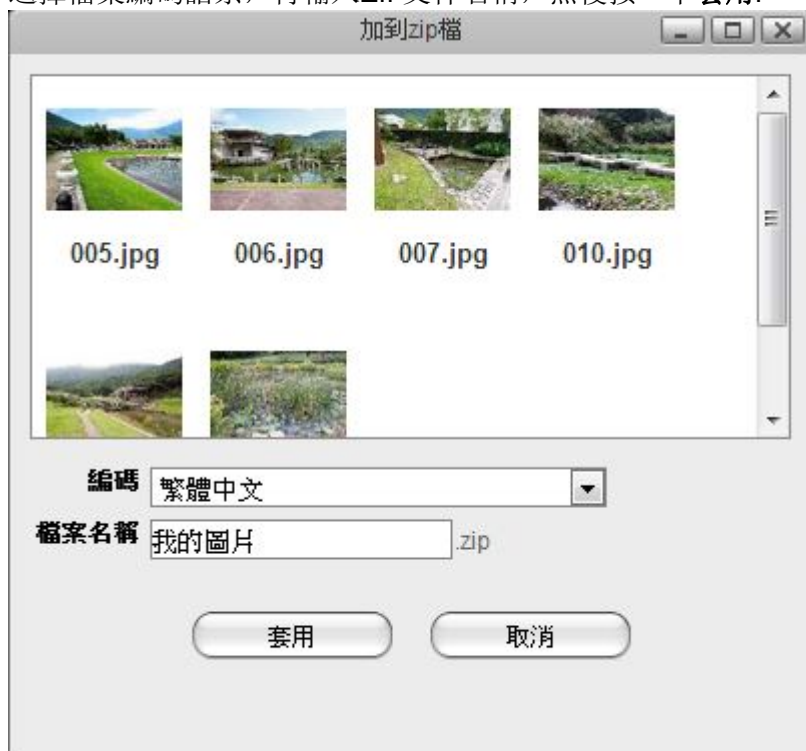 加到zip檔
005.jpg 006.jpg 007.jpg 010.jpg
編碼 繁體中文
檔案名稱 我的圖片 .zip
套用 取消